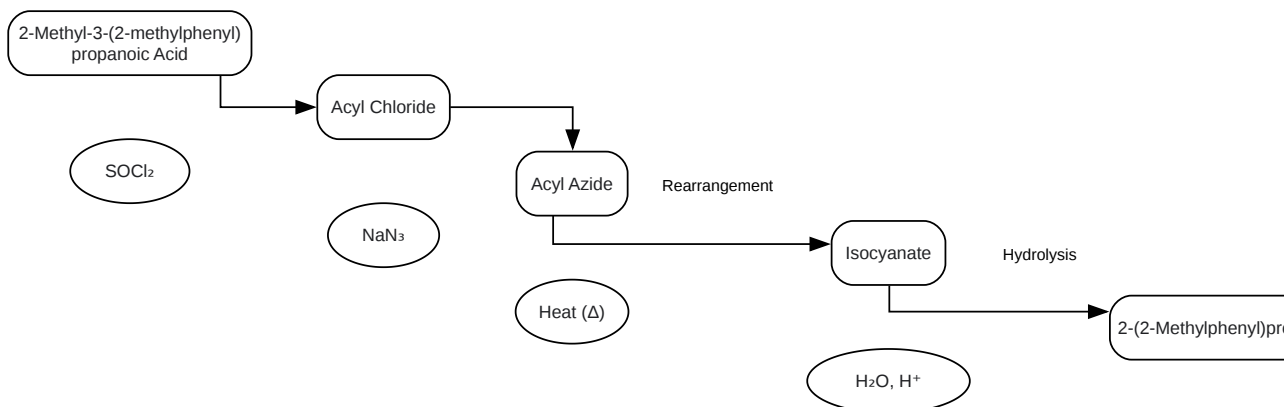 2-Methyl-3-(2-methylphenyl)
propanoic Acid
Acyl Chloride
SOCl₂
Acyl Azide
Rearrangement
NaN₃
Isocyanate
Hydrolysis
Heat (Δ)
2-(2-Methylphenyl)pro
H₂O, H⁺